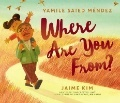 YAMILE SAIED MÉNDEZ
Where
Are You
From?
JAIME KIM